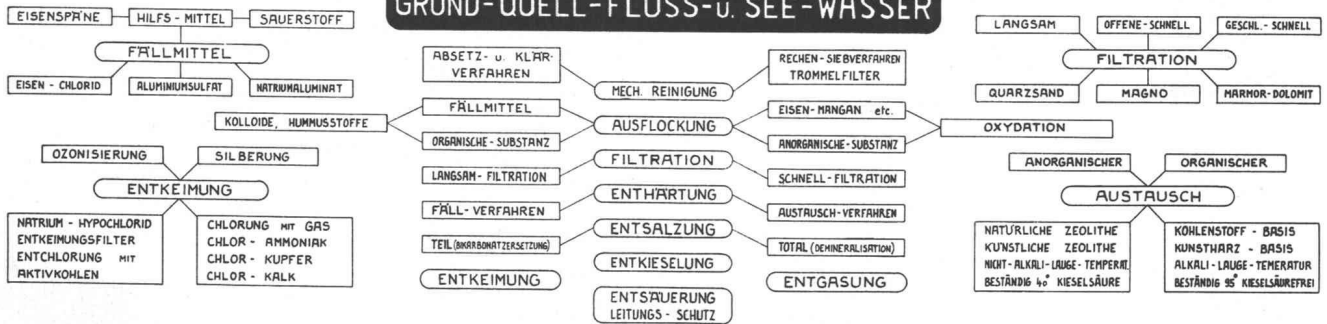 GRUND-QUELL-FLUSS-u. SEE-WASSER
EISENSPÄNE
HILFS-MITTEL
SAUERSTOFF
FÄLLMITTEL
EISEN-CHLORID
ALUMINIUMSULFAT
NATRIUMALUMINAT
KOLLOIDE, HUMMUSSTOFFE
OZONISIERUNG
SILBERUNG
ENTKEIMUNG
NATRIUM-HYPOCHLORID
ENTKEIMUNGSFILTER
ENTCHLORUNG MIT
AKTIVKOHLEN
CHLORUNG MIT GAS
CHLOR-AMMONIAK
CHLOR-KUPFER
CHLOR-KALK
ABSETZ- u. KLÄR-
VERFAHREN
FÄLLMITTEL
ORGANISCHE-SUBSTANZ
LANGSAM-FILTRATION
FÄLL-VERFAHREN
TEIL (BIKARBONATZERSETZUNG)
ENTKEIMUNG
MECH. REINIGUNG
AUSFLOCKUNG
FILTRATION
ENTHÄRTUNG
ENTSALZUNG
ENTKIESELUNG
ENTSÄUERUNG
LEITUNGS-SCHUTZ
RECHEN-SIEBVERFAHREN
TROMMELFILTER
EISEN-MANGAN etc.
ANORGANISCHE-SUBSTANZ
SCHNELL-FILTRATION
AUSTAUSCH-VERFAHREN
TOTAL (DEMINERALISATION)
ENTGASUNG
LANGSAM
OFFENE-SCHNELL
GESCHL.-SCHNELL
FILTRATION
QUARZSAND
MAGNO
MARMOR-DOLOMIT
OXYDATION
ANORGANISCHER
ORGANISCHER
AUSTAUSCH
NATÜRLICHE ZEOLITHE
KÜNSTLICHE ZEOLITHE
NICHT-ALKALI-LAUGE-TEMPERAT.
BESTÄNDIG 40° KIESELSÄURE
KOHLENSTOFF-BASIS
KUNSTHARZ-BASIS
ALKALI-LAUGE-TEMERATUR
BESTÄNDIG 95° KIESELSÄUREFREI